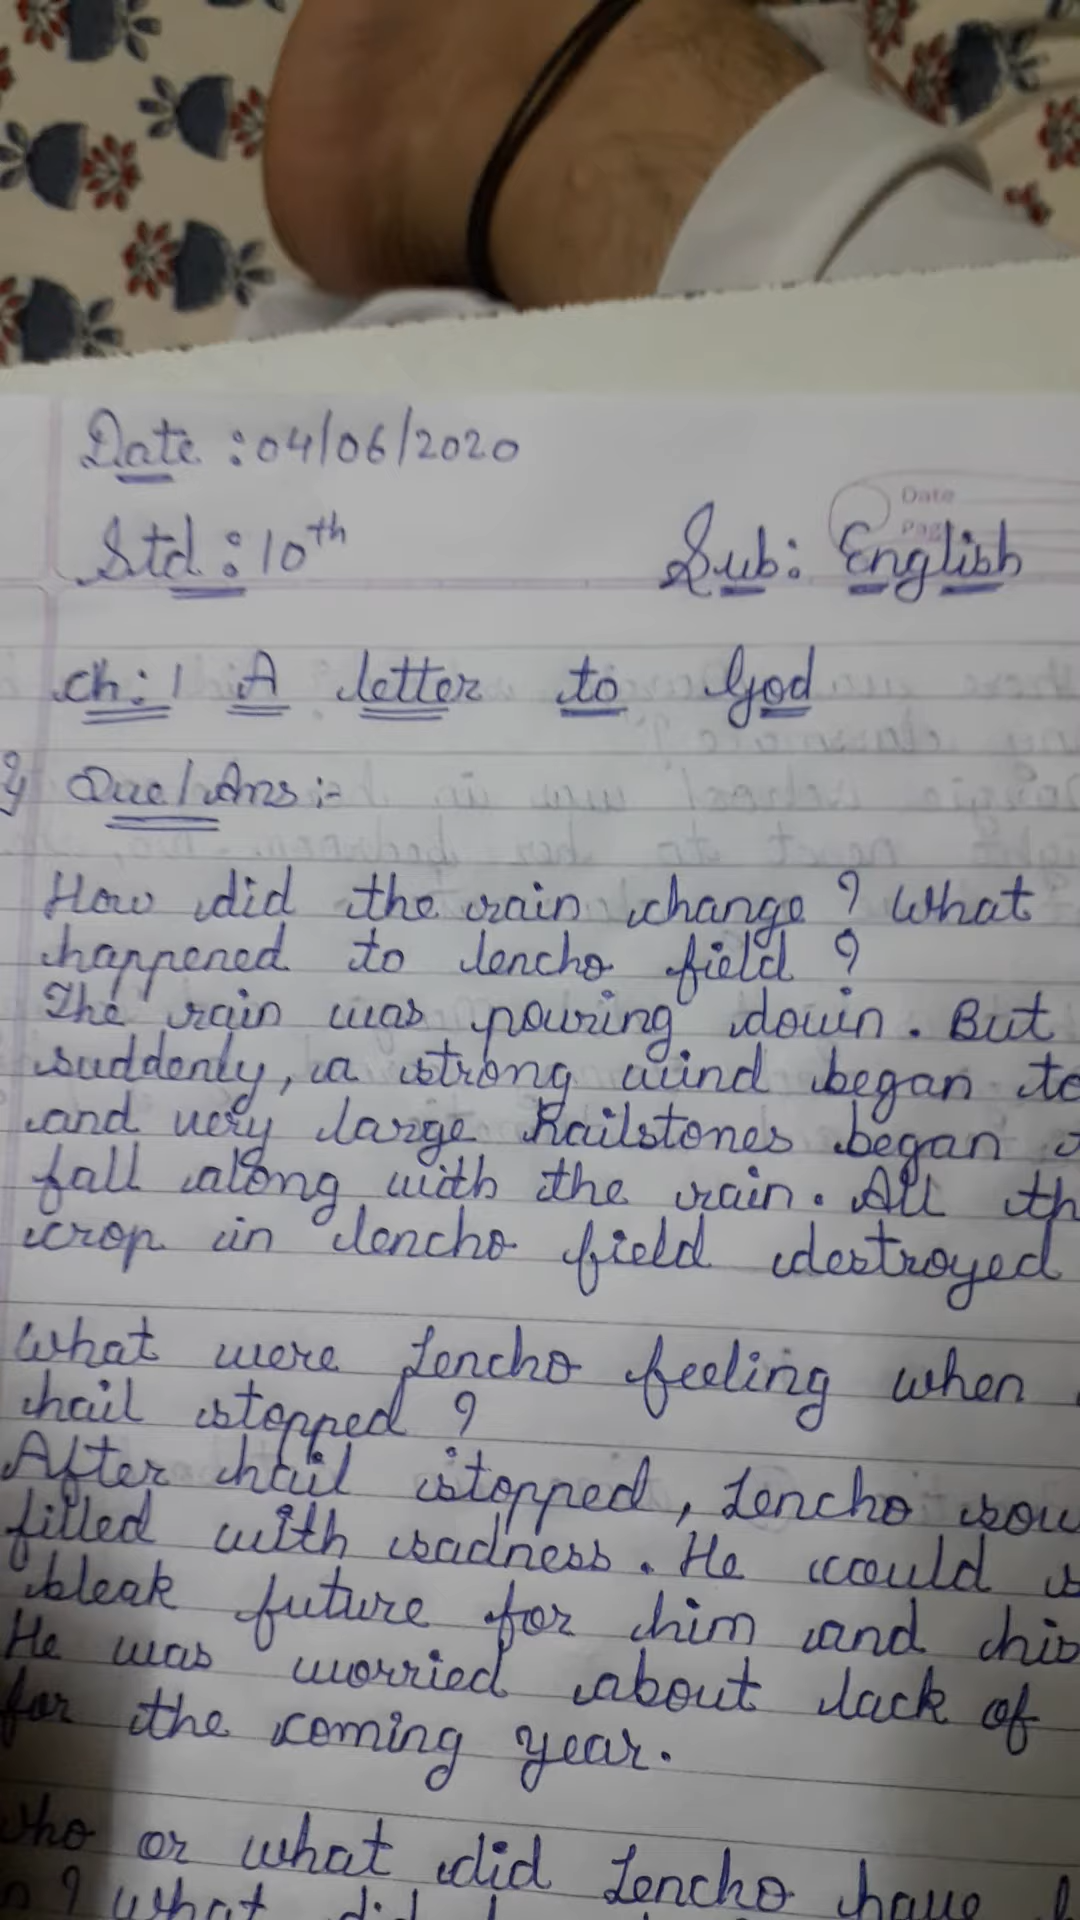 Date : 04/06/2020
Date
Std : 10th Sub : English
Ch : 1 A letter to God
Que/Ans :-
How did the rain change ? What
happened to lencho field ?
The rain was pouring down. But
suddenly, a strong wind began to
and very large hailstones began
fall along with the rain. All th
crop in lencho field destroyed
What were Lencho feeling when
hail stopped ?
After hail stopped, Lencho sou
filled with sadness. He could s
bleak future for him and his
He was worried about lack of
for the coming year.
who or what did Lencho have
? What did